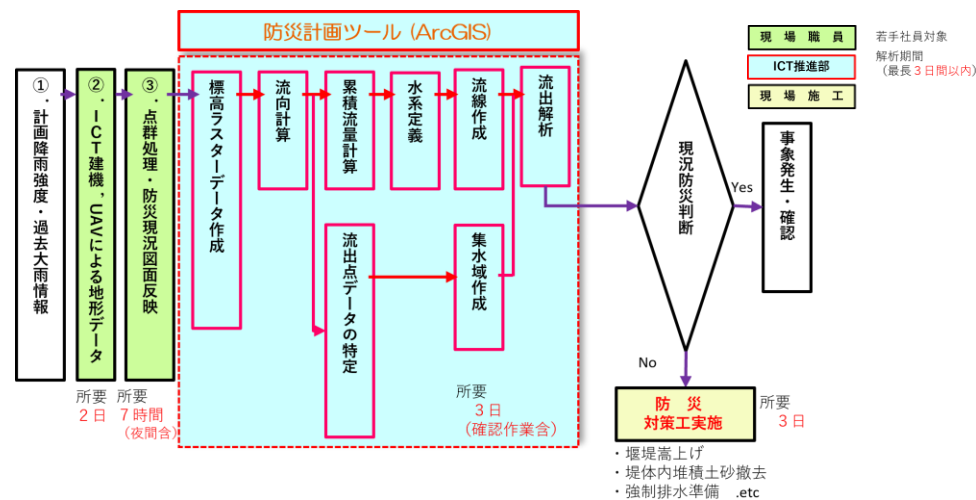 防災計画ツール (ArcGIS)
現場職員
若手社員対象
ICT推進部
解析期間
（最長３日間以内）
現場施工
①．計画降雨強度・過去大雨情報
②．ICT建機，UAVによる地形データ
③．点群処理・防災現況図面反映
標高ラスターデータ作成
流向計算
累積流量計算
水系定義
流線作成
流出解析
流出点データの特定
集水域作成
現況防災判断
Yes
事象発生・確認
No
所要
２日
所要
７時間
（夜間含）
所要
３日
（確認作業含）
防　災
対策工実施
所要
３日
・堰堤嵩上げ
・堤体内堆積土砂撤去
・強制排水準備　.etc